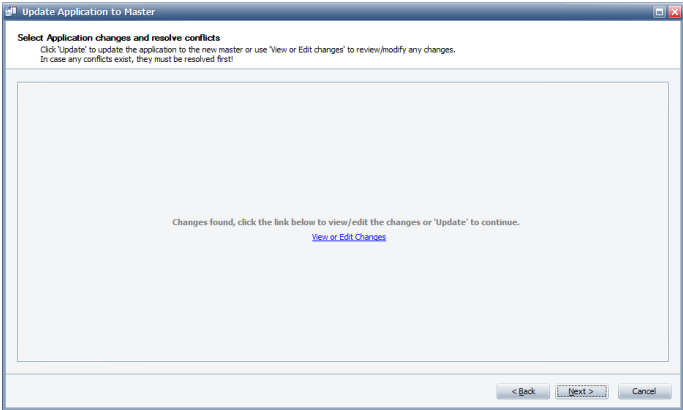 Update Application to Master
Select Application changes and resolve conflicts
Click 'Update' to update the application to the new master or use 'View or Edit changes' to review/modify any changes.
In case any conflicts exist, they must be resolved first!
Changes found, click the link below to view/edit the changes or 'Update' to continue.
View or Edit Changes
< Back Next > Cancel